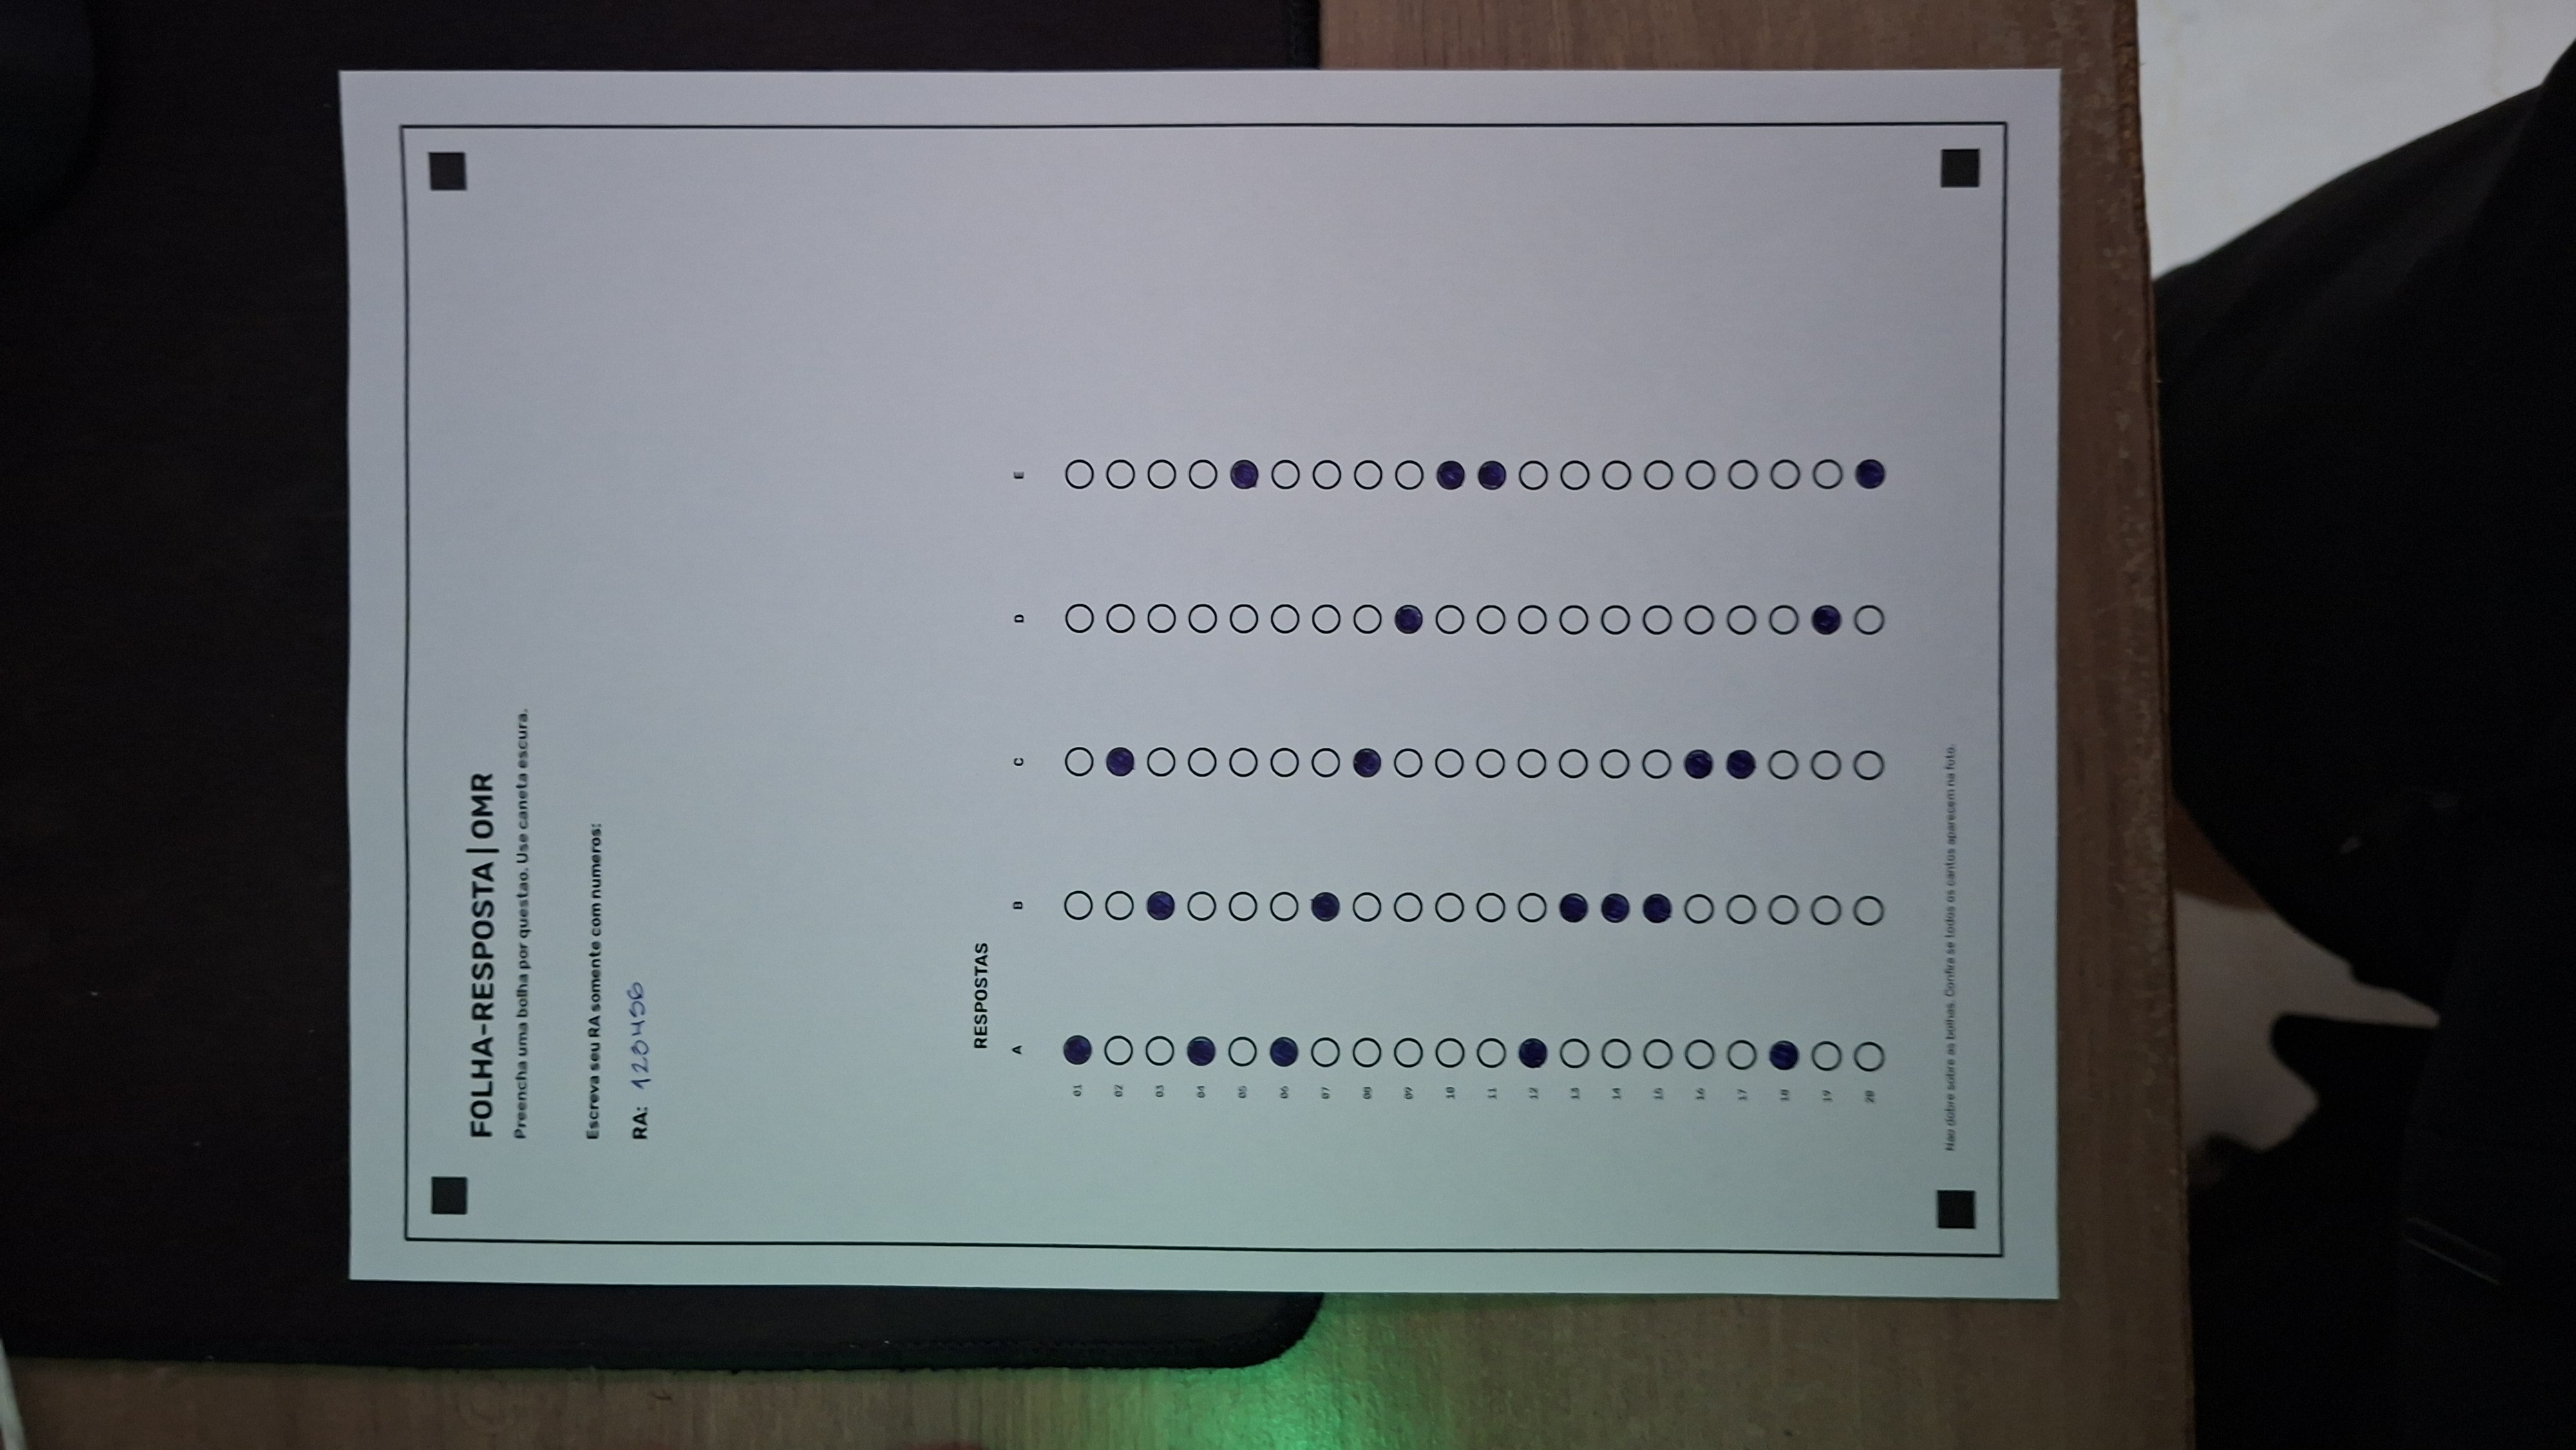 FOLHA-RESPOSTA | OMR
Preencha uma bolha por questao. Use caneta escura.
Escreva seu RA somente com numeros:
RA: 123456
RESPOSTAS
A B C D E
01
02
03
04
05
06
07
08
09
10
11
12
13
14
15
16
17
18
19
20
Nao dobre sobre as bolhas. Confira se todos os cantos aparecem na foto.